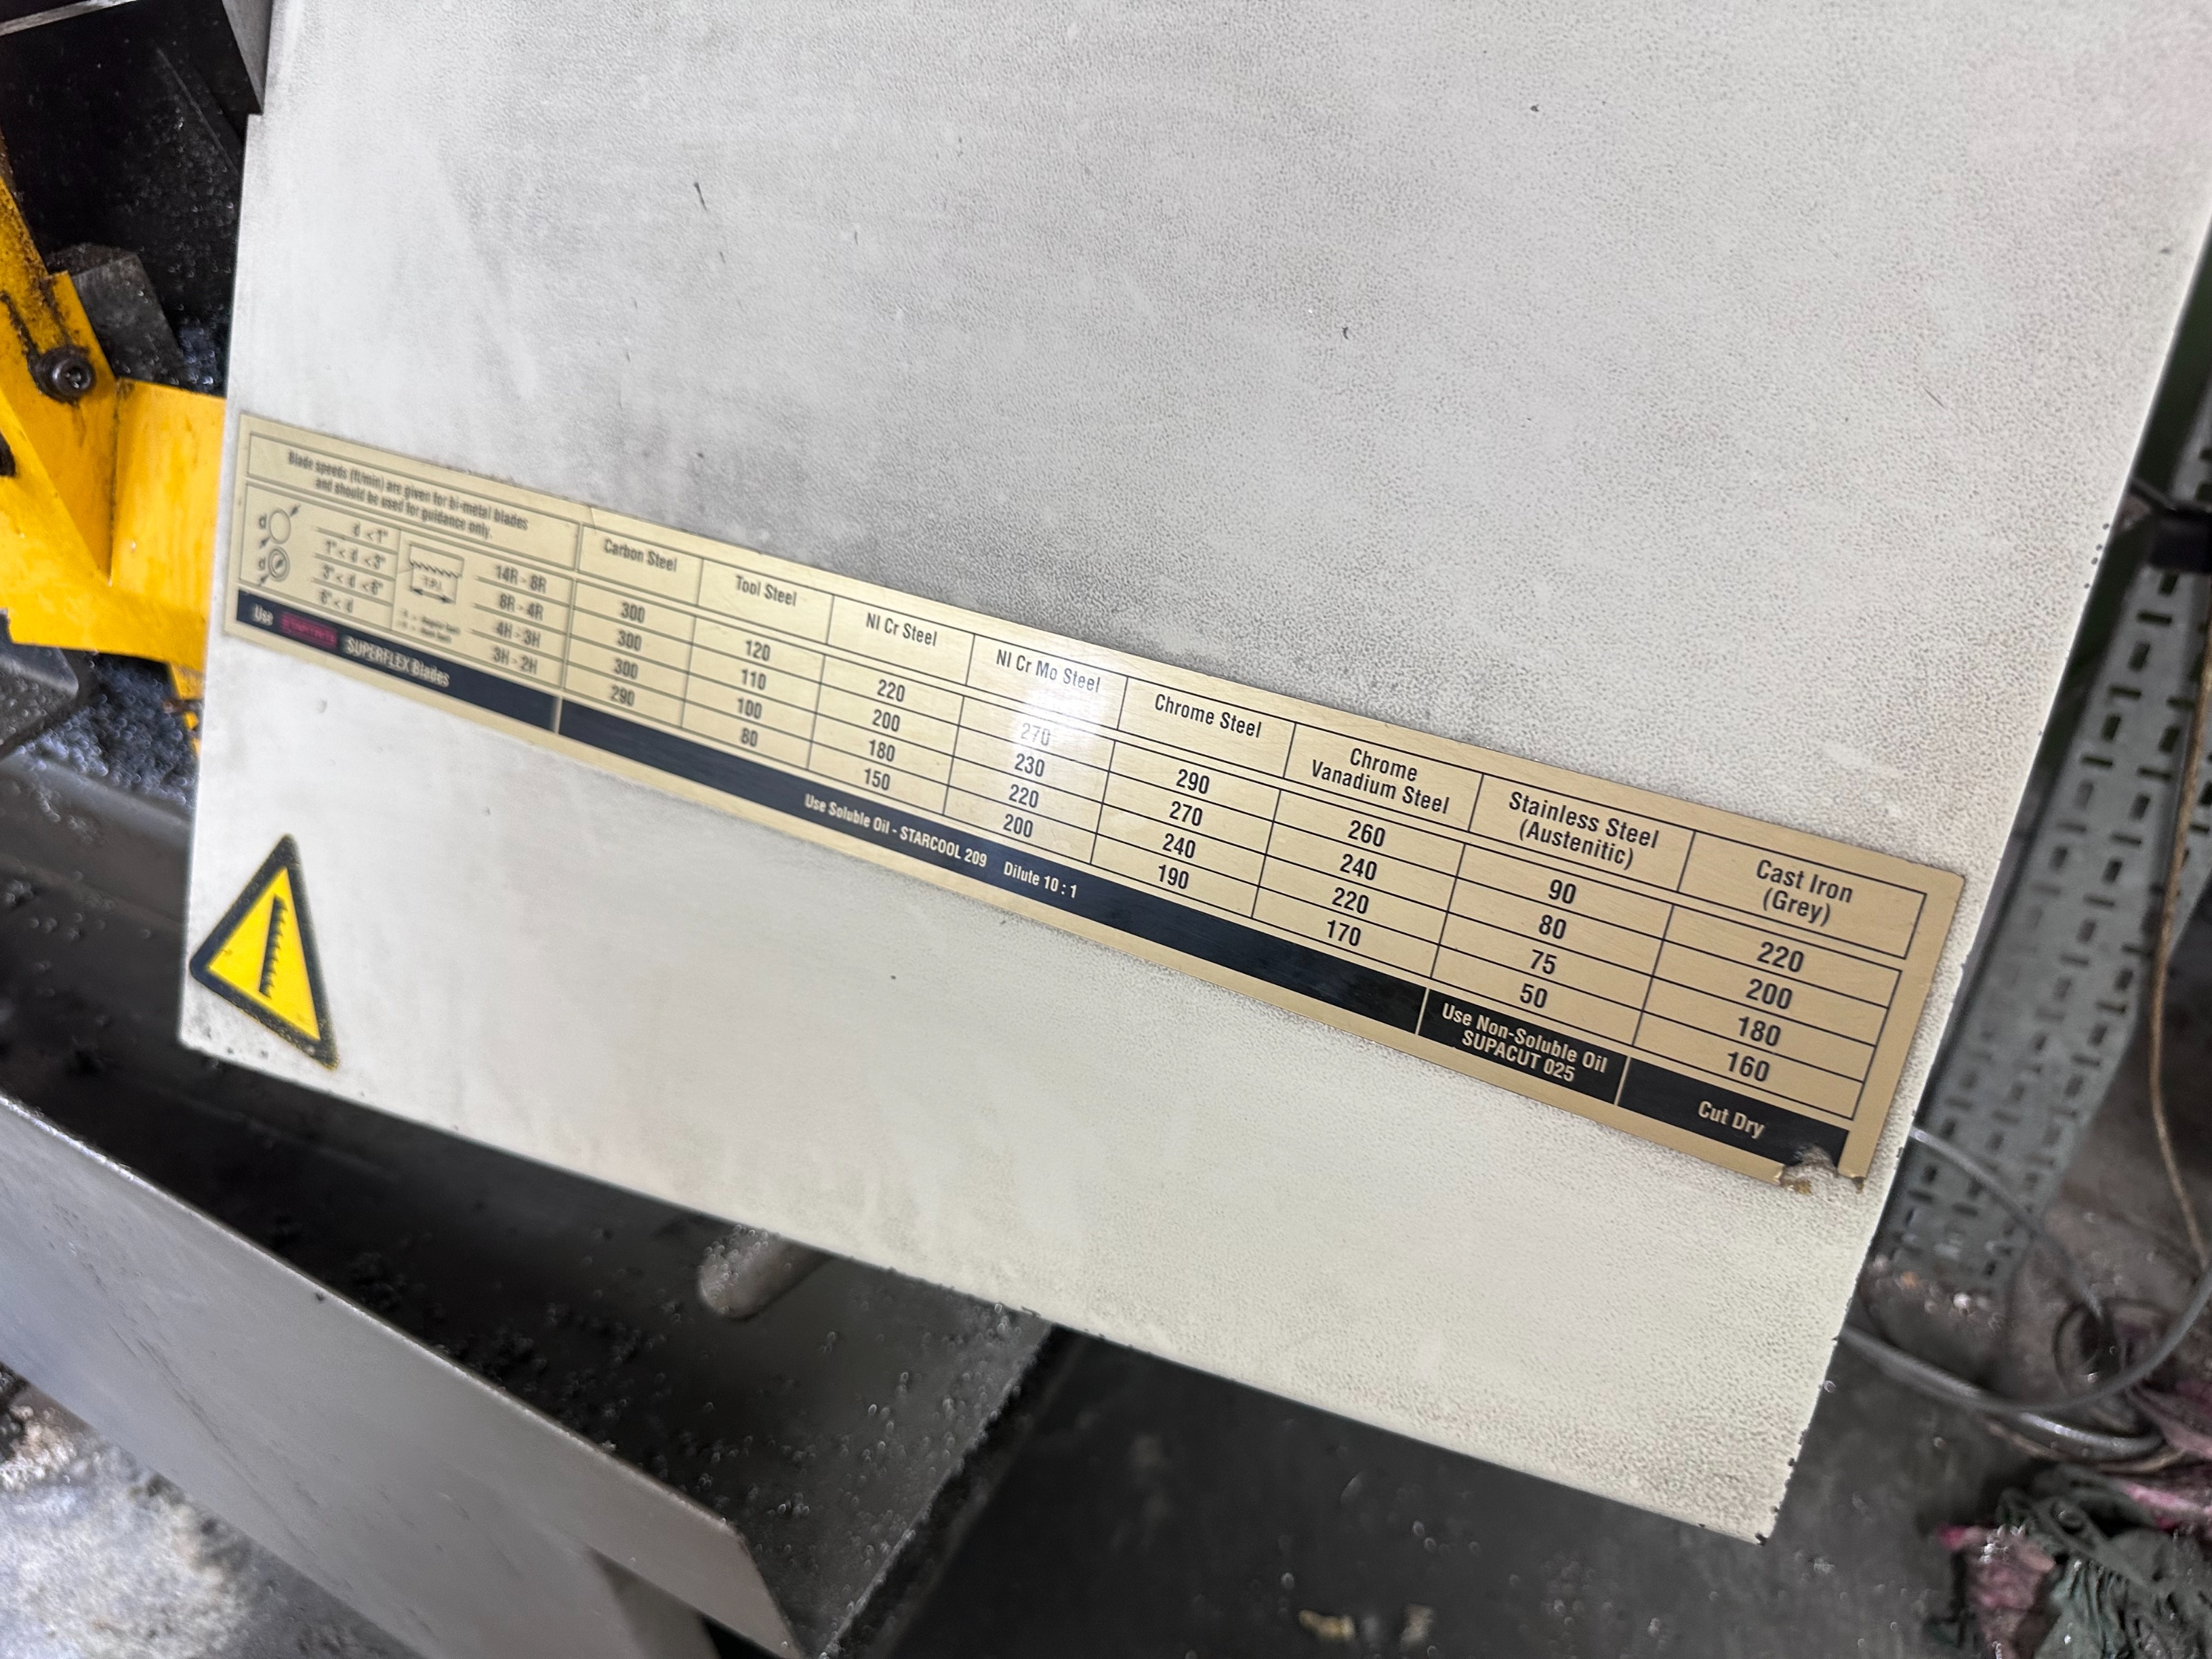 Blade speeds (ft/min) are given for bi-metal blades
and should be used for guidance only.
Carbon Steel
Tool Steel
NI Cr Steel
NI Cr Mo Steel
Chrome Steel
Chrome
Vanadium Steel
Stainless Steel
(Austenitic)
Cast Iron
(Grey)
d
d
T.P.I.
d < 1" 14R - 8R 300 120 220 270 290 260 90 220
1" < d < 3" 8R - 4R 300 110 200 230 270 240 80 200
3" < d < 6" 4H - 3H 300 100 180 220 240 220 75 180
6" < d 3H - 2H 290 80 150 200 190 170 50 160
Use SUPERFLEX Blades
Use Soluble Oil - STARCOOL 209 Dilute 10 : 1
Use Non-Soluble Oil
SUPACUT 025
Cut Dry